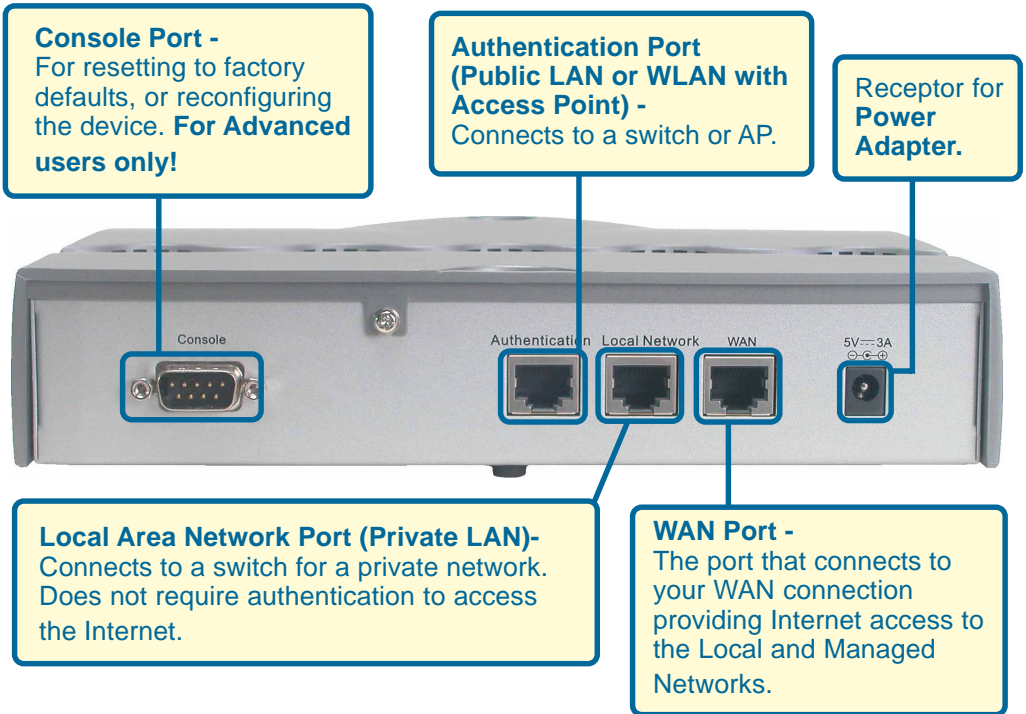 Console Port -
For resetting to factory
defaults, or reconfiguring
the device. For Advanced
users only!
Authentication Port
(Public LAN or WLAN with
Access Point) -
Connects to a switch or AP.
Receptor for
Power
Adapter.
Console
Authentication
Local Network
WAN
5V⎓3A
Local Area Network Port (Private LAN)-
Connects to a switch for a private network.
Does not require authentication to access
the Internet.
WAN Port -
The port that connects to
your WAN connection
providing Internet access to
the Local and Managed
Networks.